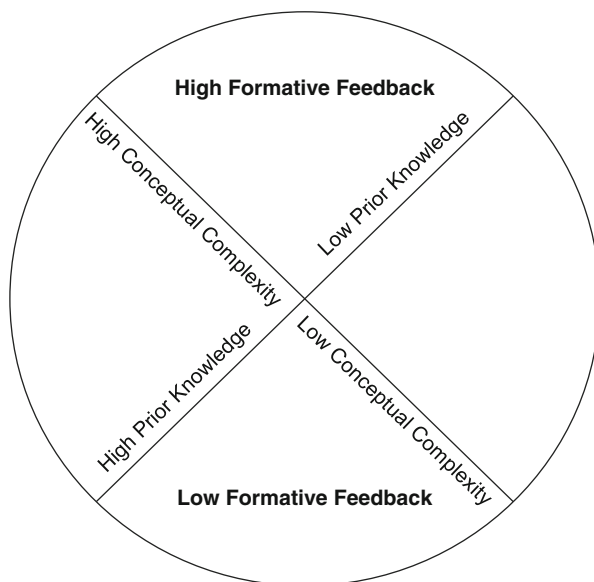 High Formative Feedback
High Conceptual Complexity
Low Prior Knowledge
High Prior Knowledge
Low Conceptual Complexity
Low Formative Feedback